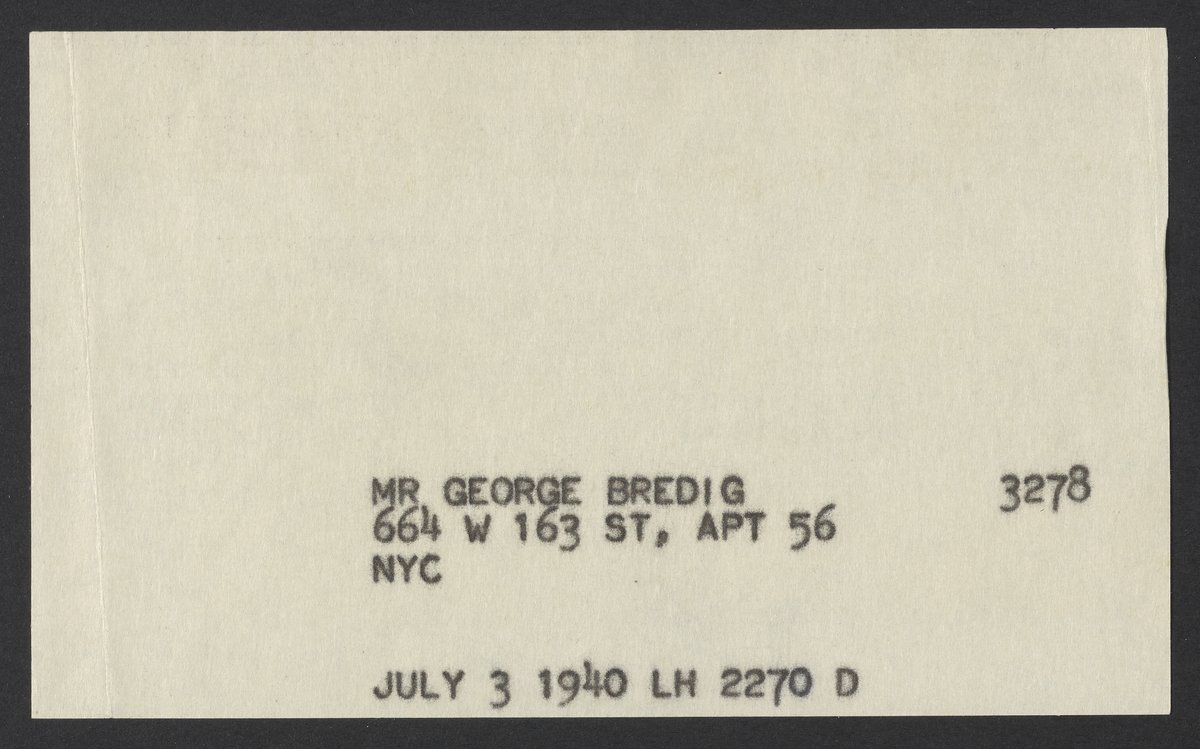 MR GEORGE BREDIG 3278
664 W 163 ST, APT 56
NYC
JULY 3 1940 LH 2270 D